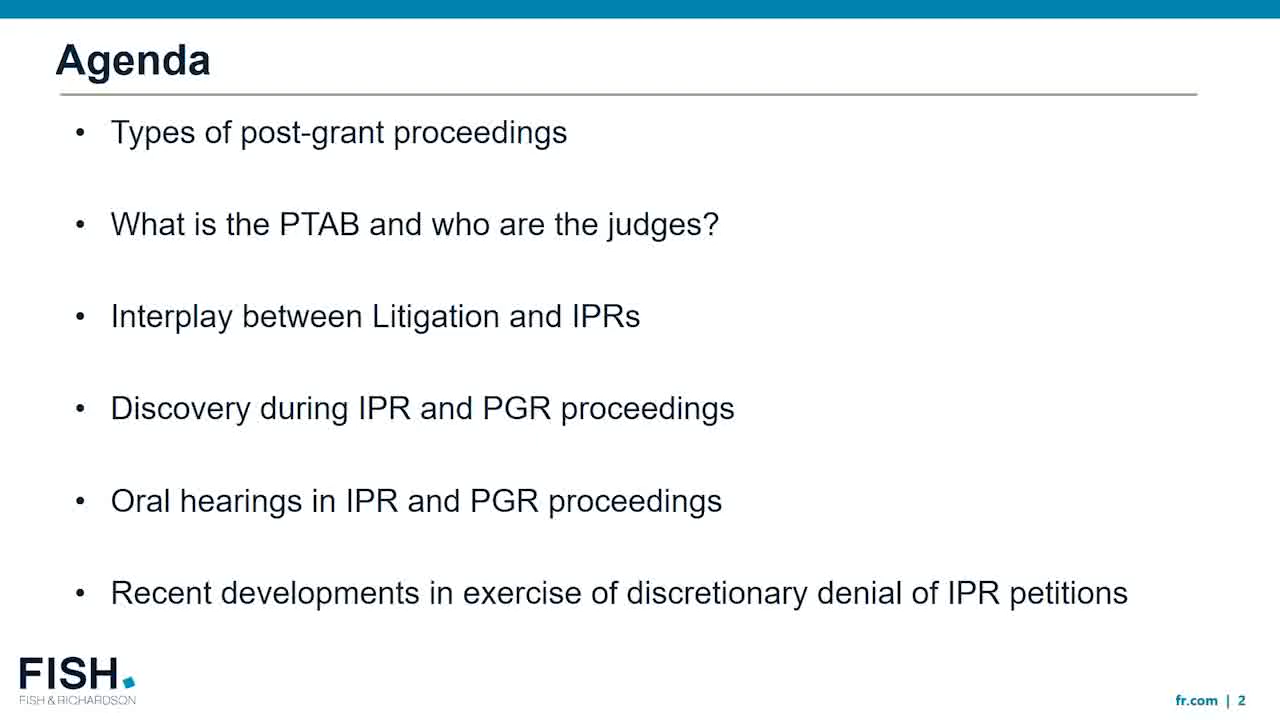 Agenda
• Types of post-grant proceedings
• What is the PTAB and who are the judges?
• Interplay between Litigation and IPRs
• Discovery during IPR and PGR proceedings
• Oral hearings in IPR and PGR proceedings
• Recent developments in exercise of discretionary denial of IPR petitions
FISH.
FISH & RICHARDSON
fr.com | 2